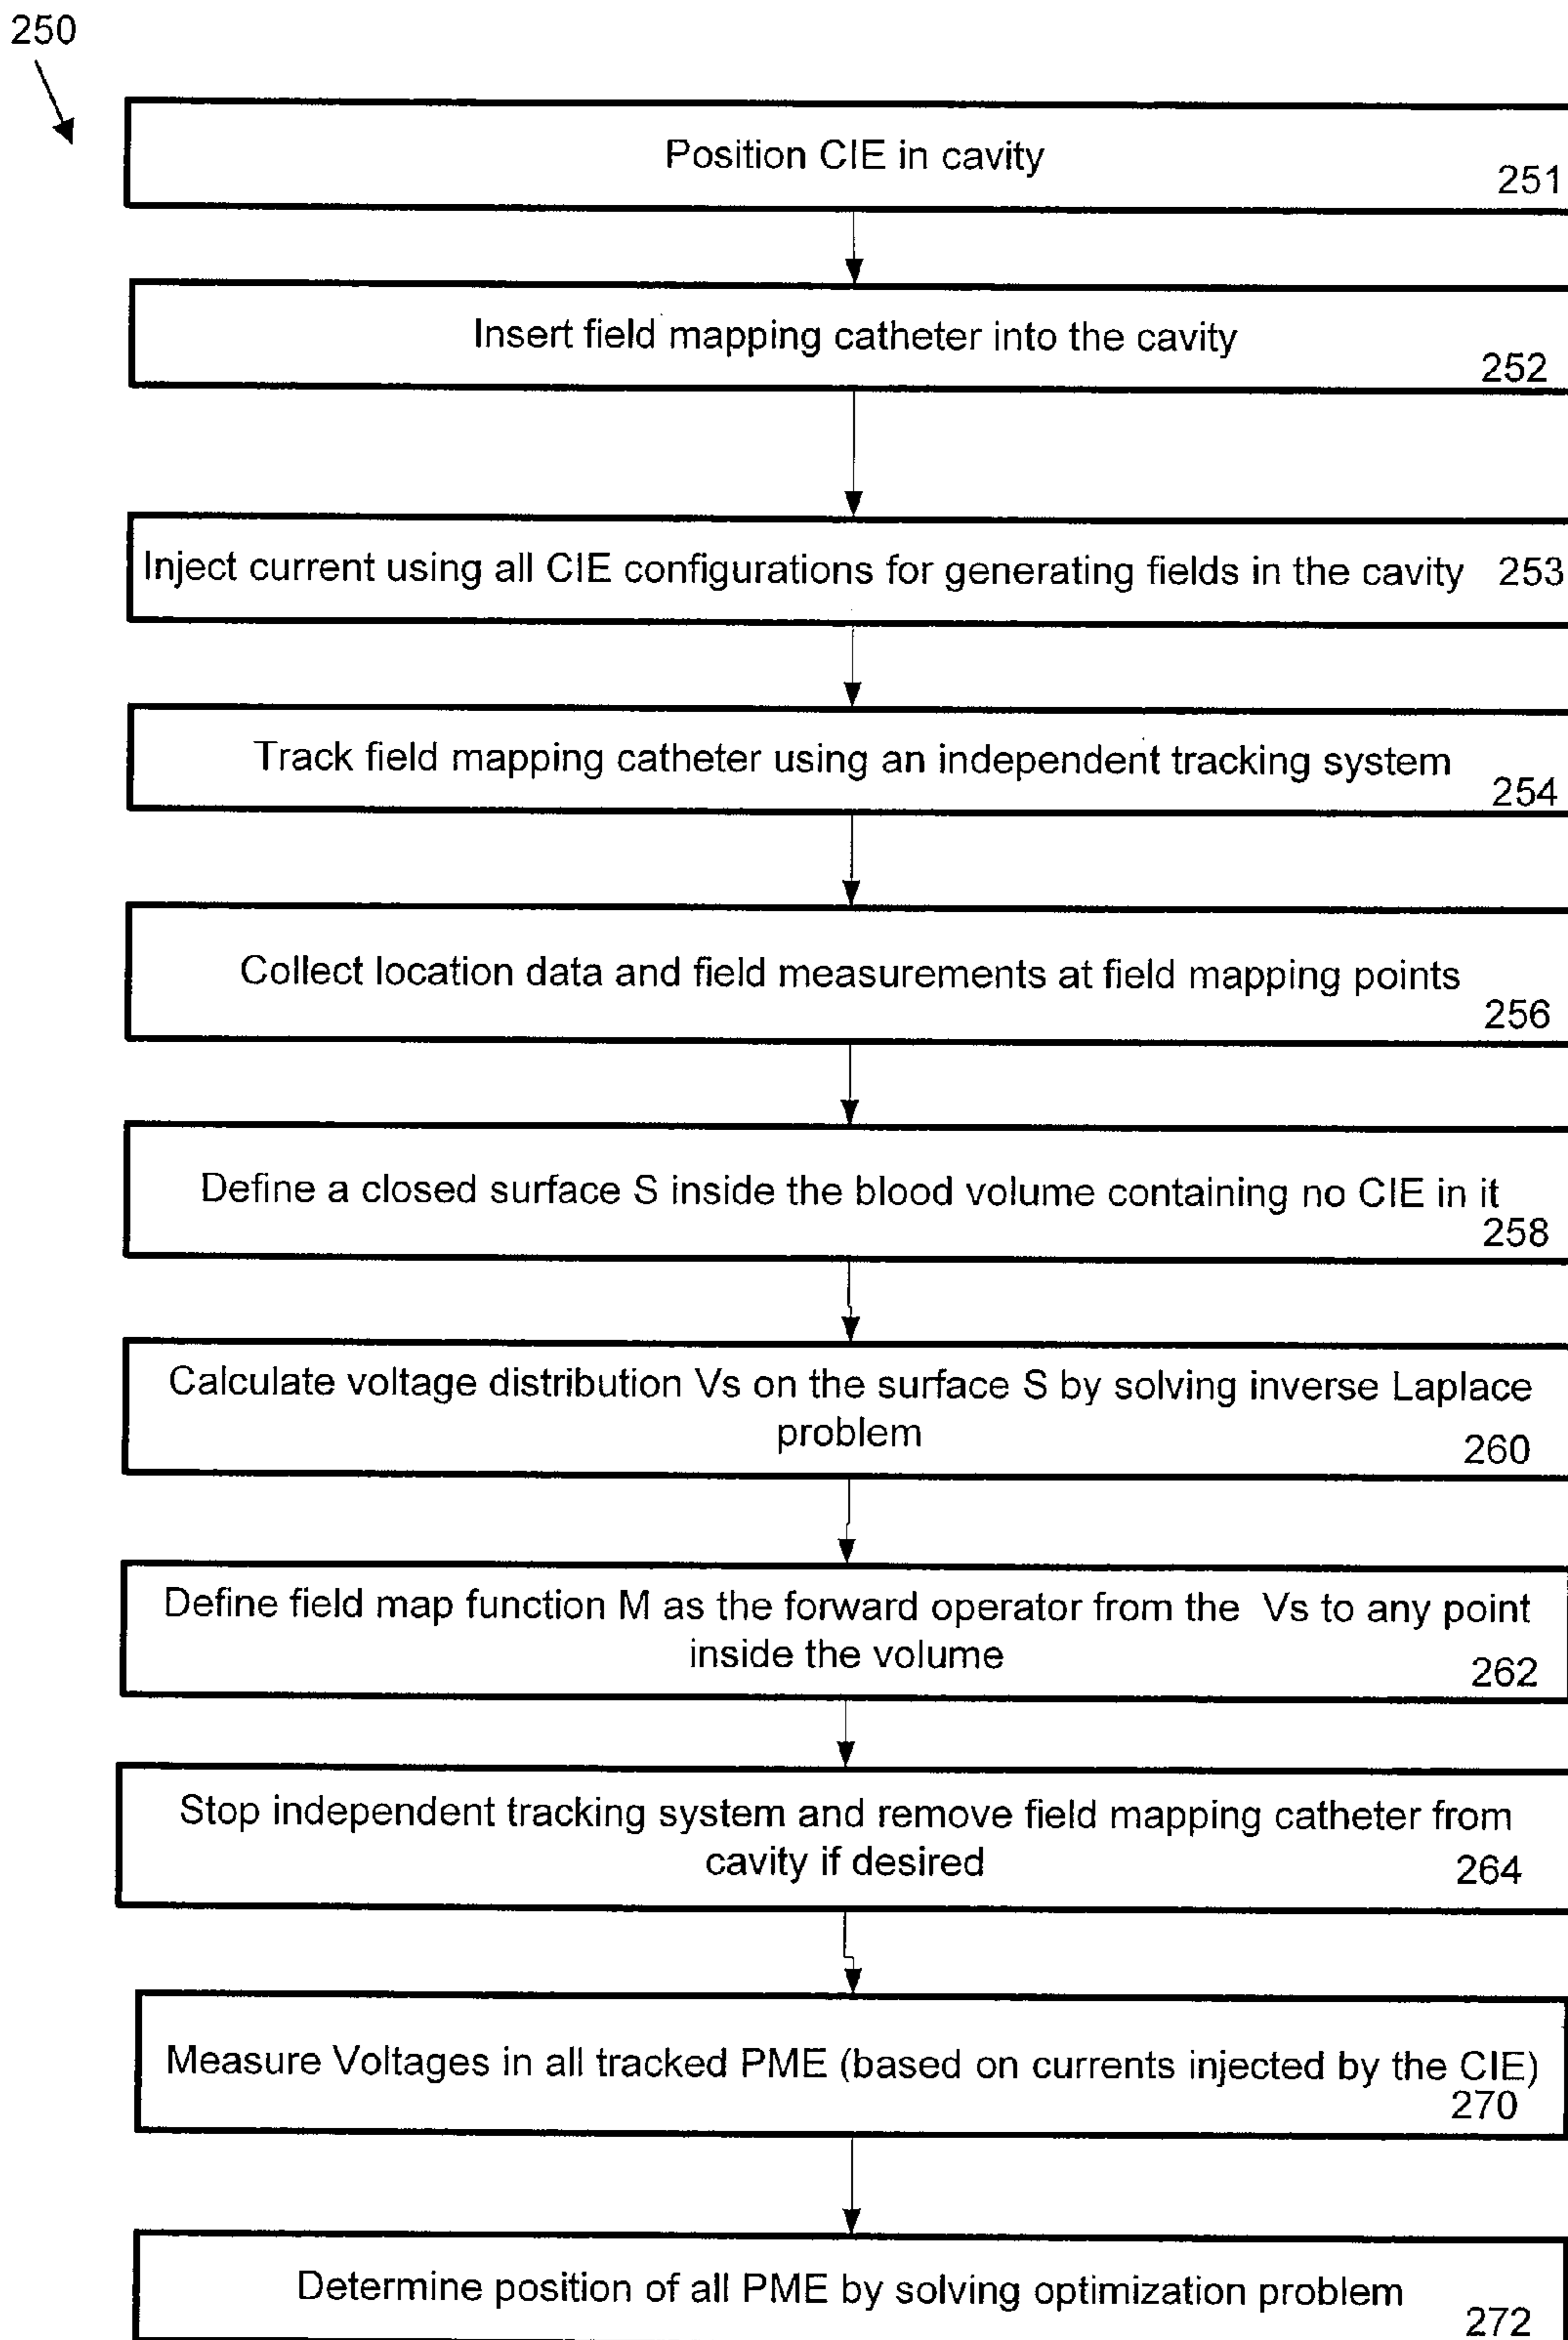 250
Position CIE in cavity
251
Insert field mapping catheter into the cavity
252
Inject current using all CIE configurations for generating fields in the cavity 253
Track field mapping catheter using an independent tracking system
254
Collect location data and field measurements at field mapping points
256
Define a closed surface S inside the blood volume containing no CIE in it
258
Calculate voltage distribution Vs on the surface S by solving inverse Laplace
problem
260
Define field map function M as the forward operator from the Vs to any point
inside the volume
262
Stop independent tracking system and remove field mapping catheter from
cavity if desired
264
Measure Voltages in all tracked PME (based on currents injected by the CIE)
270
Determine position of all PME by solving optimization problem
272